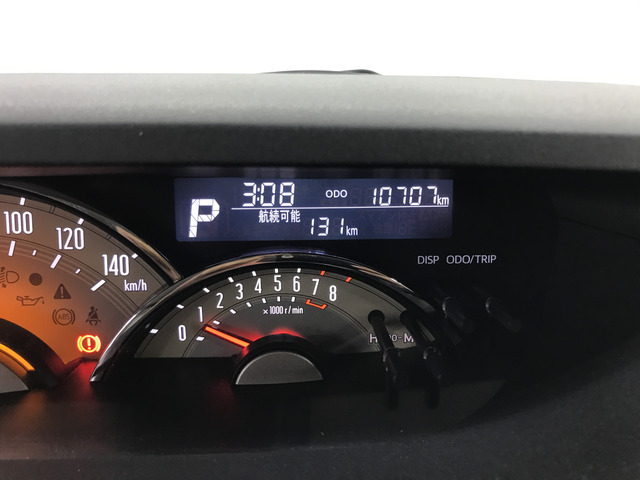 3:08 ODO 10707km
P
航続可能
131km
DISP ODO/TRIP
100
120
140
km/h
0 1 2 3 4 5 6 7 8
×1000 r/min
ABS